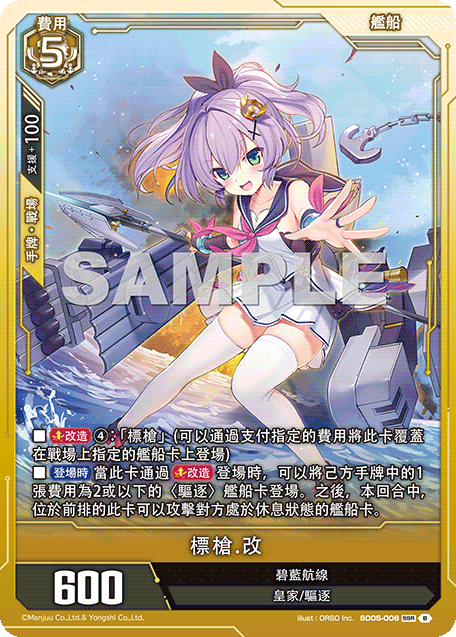 費用
5
艦船
支援+100
手牌・戰場
SAMPLE
■ 改造 ④:「標槍」(可以通過支付指定的費用將此卡覆蓋
在戰場上指定的艦船卡上登場)
■ 登場時 當此卡通過 改造 登場時,可以將己方手牌中的1
張費用為2或以下的〈驅逐〉艦船卡登場。之後,本回合中,
位於前排的此卡可以攻擊對方處於休息狀態的艦船卡。
標槍.改
600
碧藍航線
皇家/驅逐
©Manjuu Co.,Ltd.& Yongshi Co.,Ltd.
illust : ORSO Inc. SD05-006 SSR B